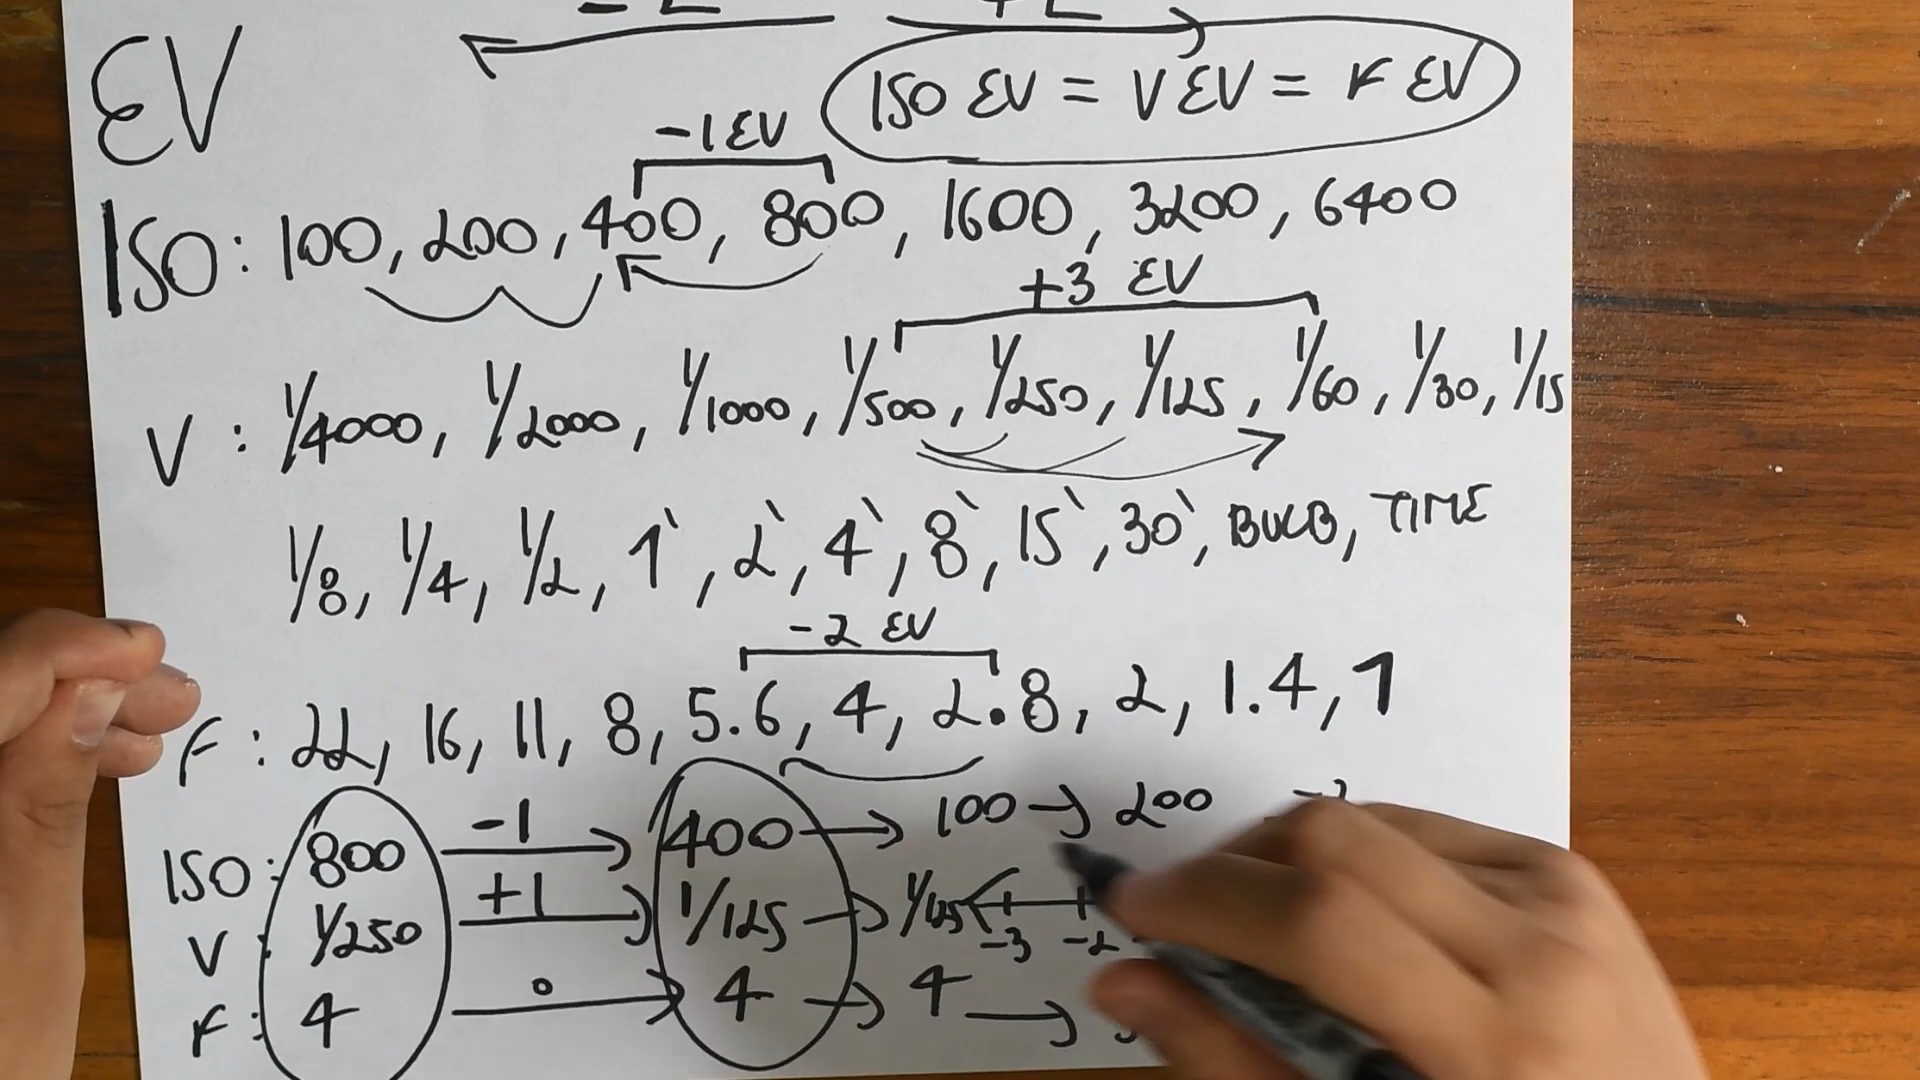 EV
ISO EV = V EV = F EV
-1 EV
ISO: 100, 200, 400, 800, 1600, 3200, 6400
+3 EV
V: 1/4000, 1/2000, 1/1000, 1/500, 1/250, 1/125, 1/60, 1/30, 1/15
1/8, 1/4, 1/2, 1`, 2`, 4`, 8`, 15`, 30`, BULB, TIME
-2 EV
F: 22, 16, 11, 8, 5.6, 4, 2.8, 2, 1.4, 1
ISO: 800 -1 → 400 → 100 → 200
V: 1/250 +1 → 1/125 → 1/125
-3 -2
F: 4 0 → 4 → 4 →